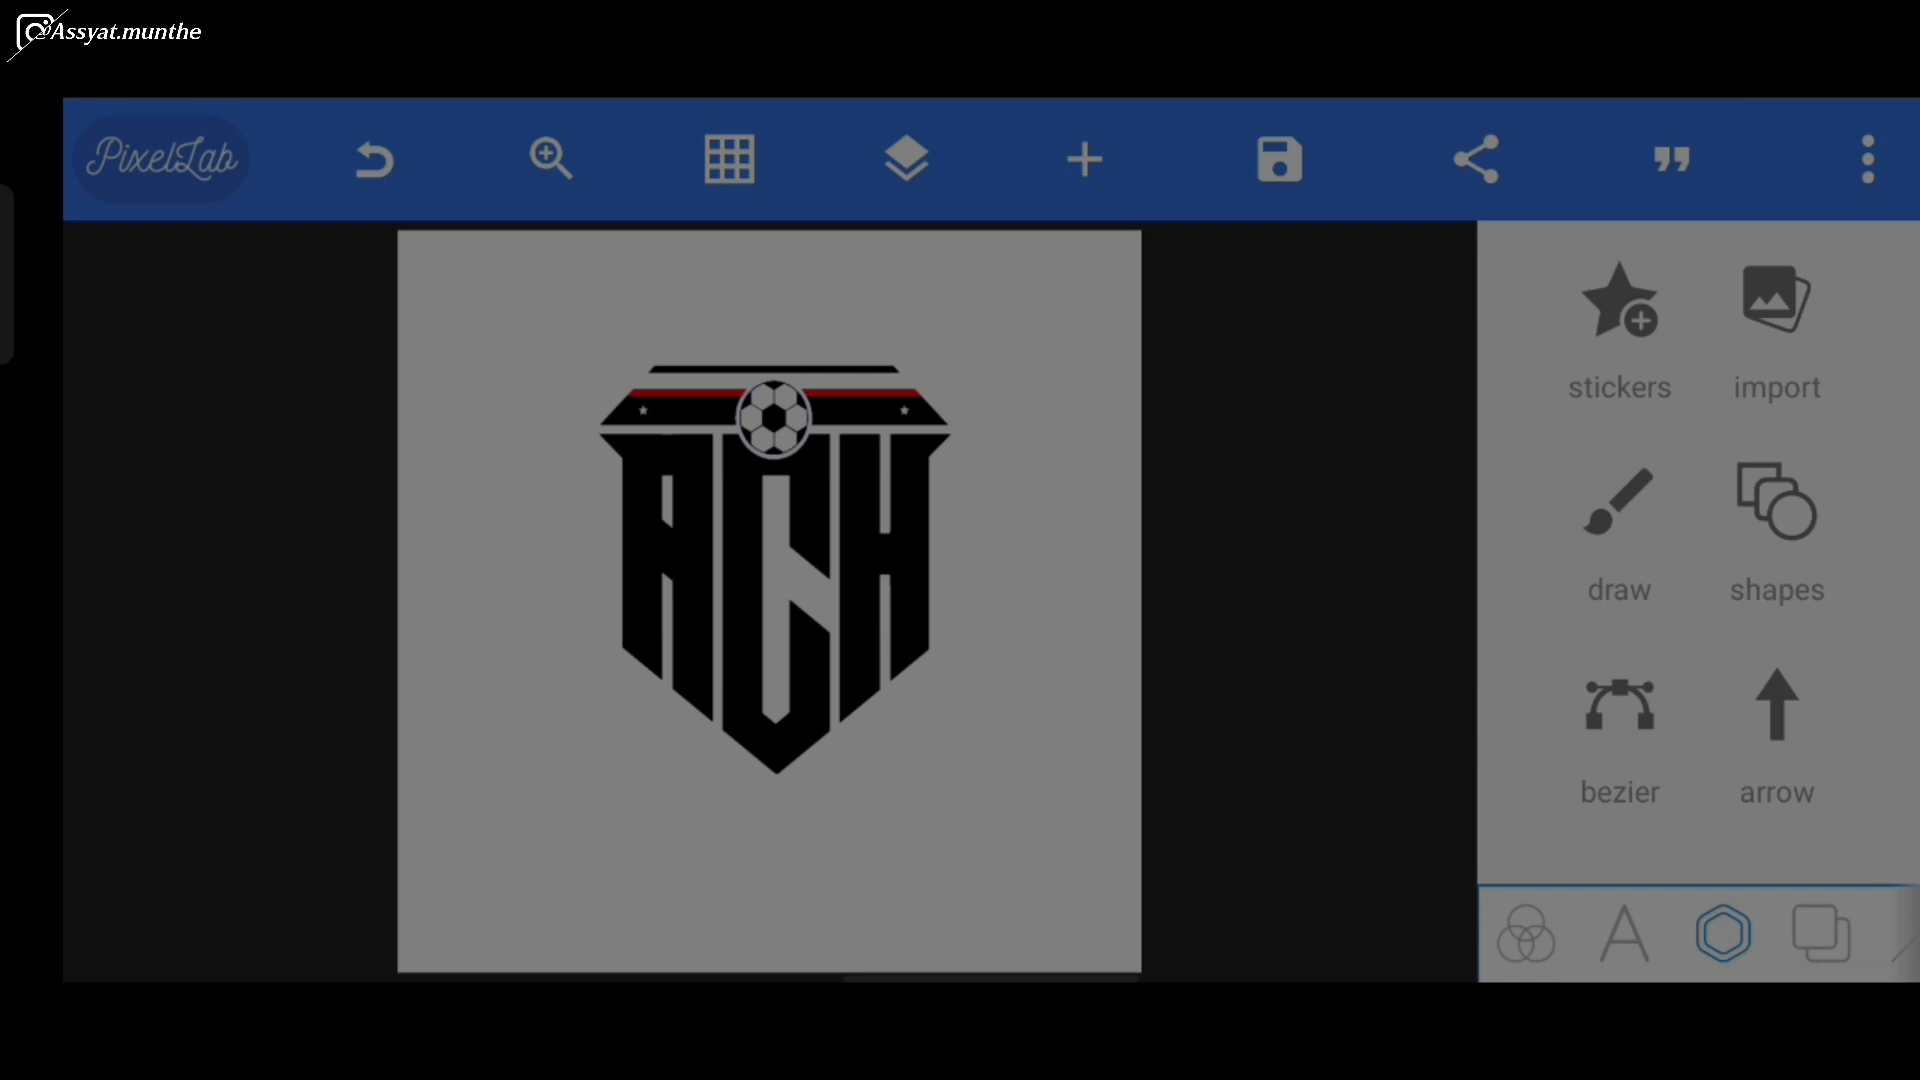 @Assyat.munthe
PixelLab
stickers import
ACH
draw shapes
bezier arrow